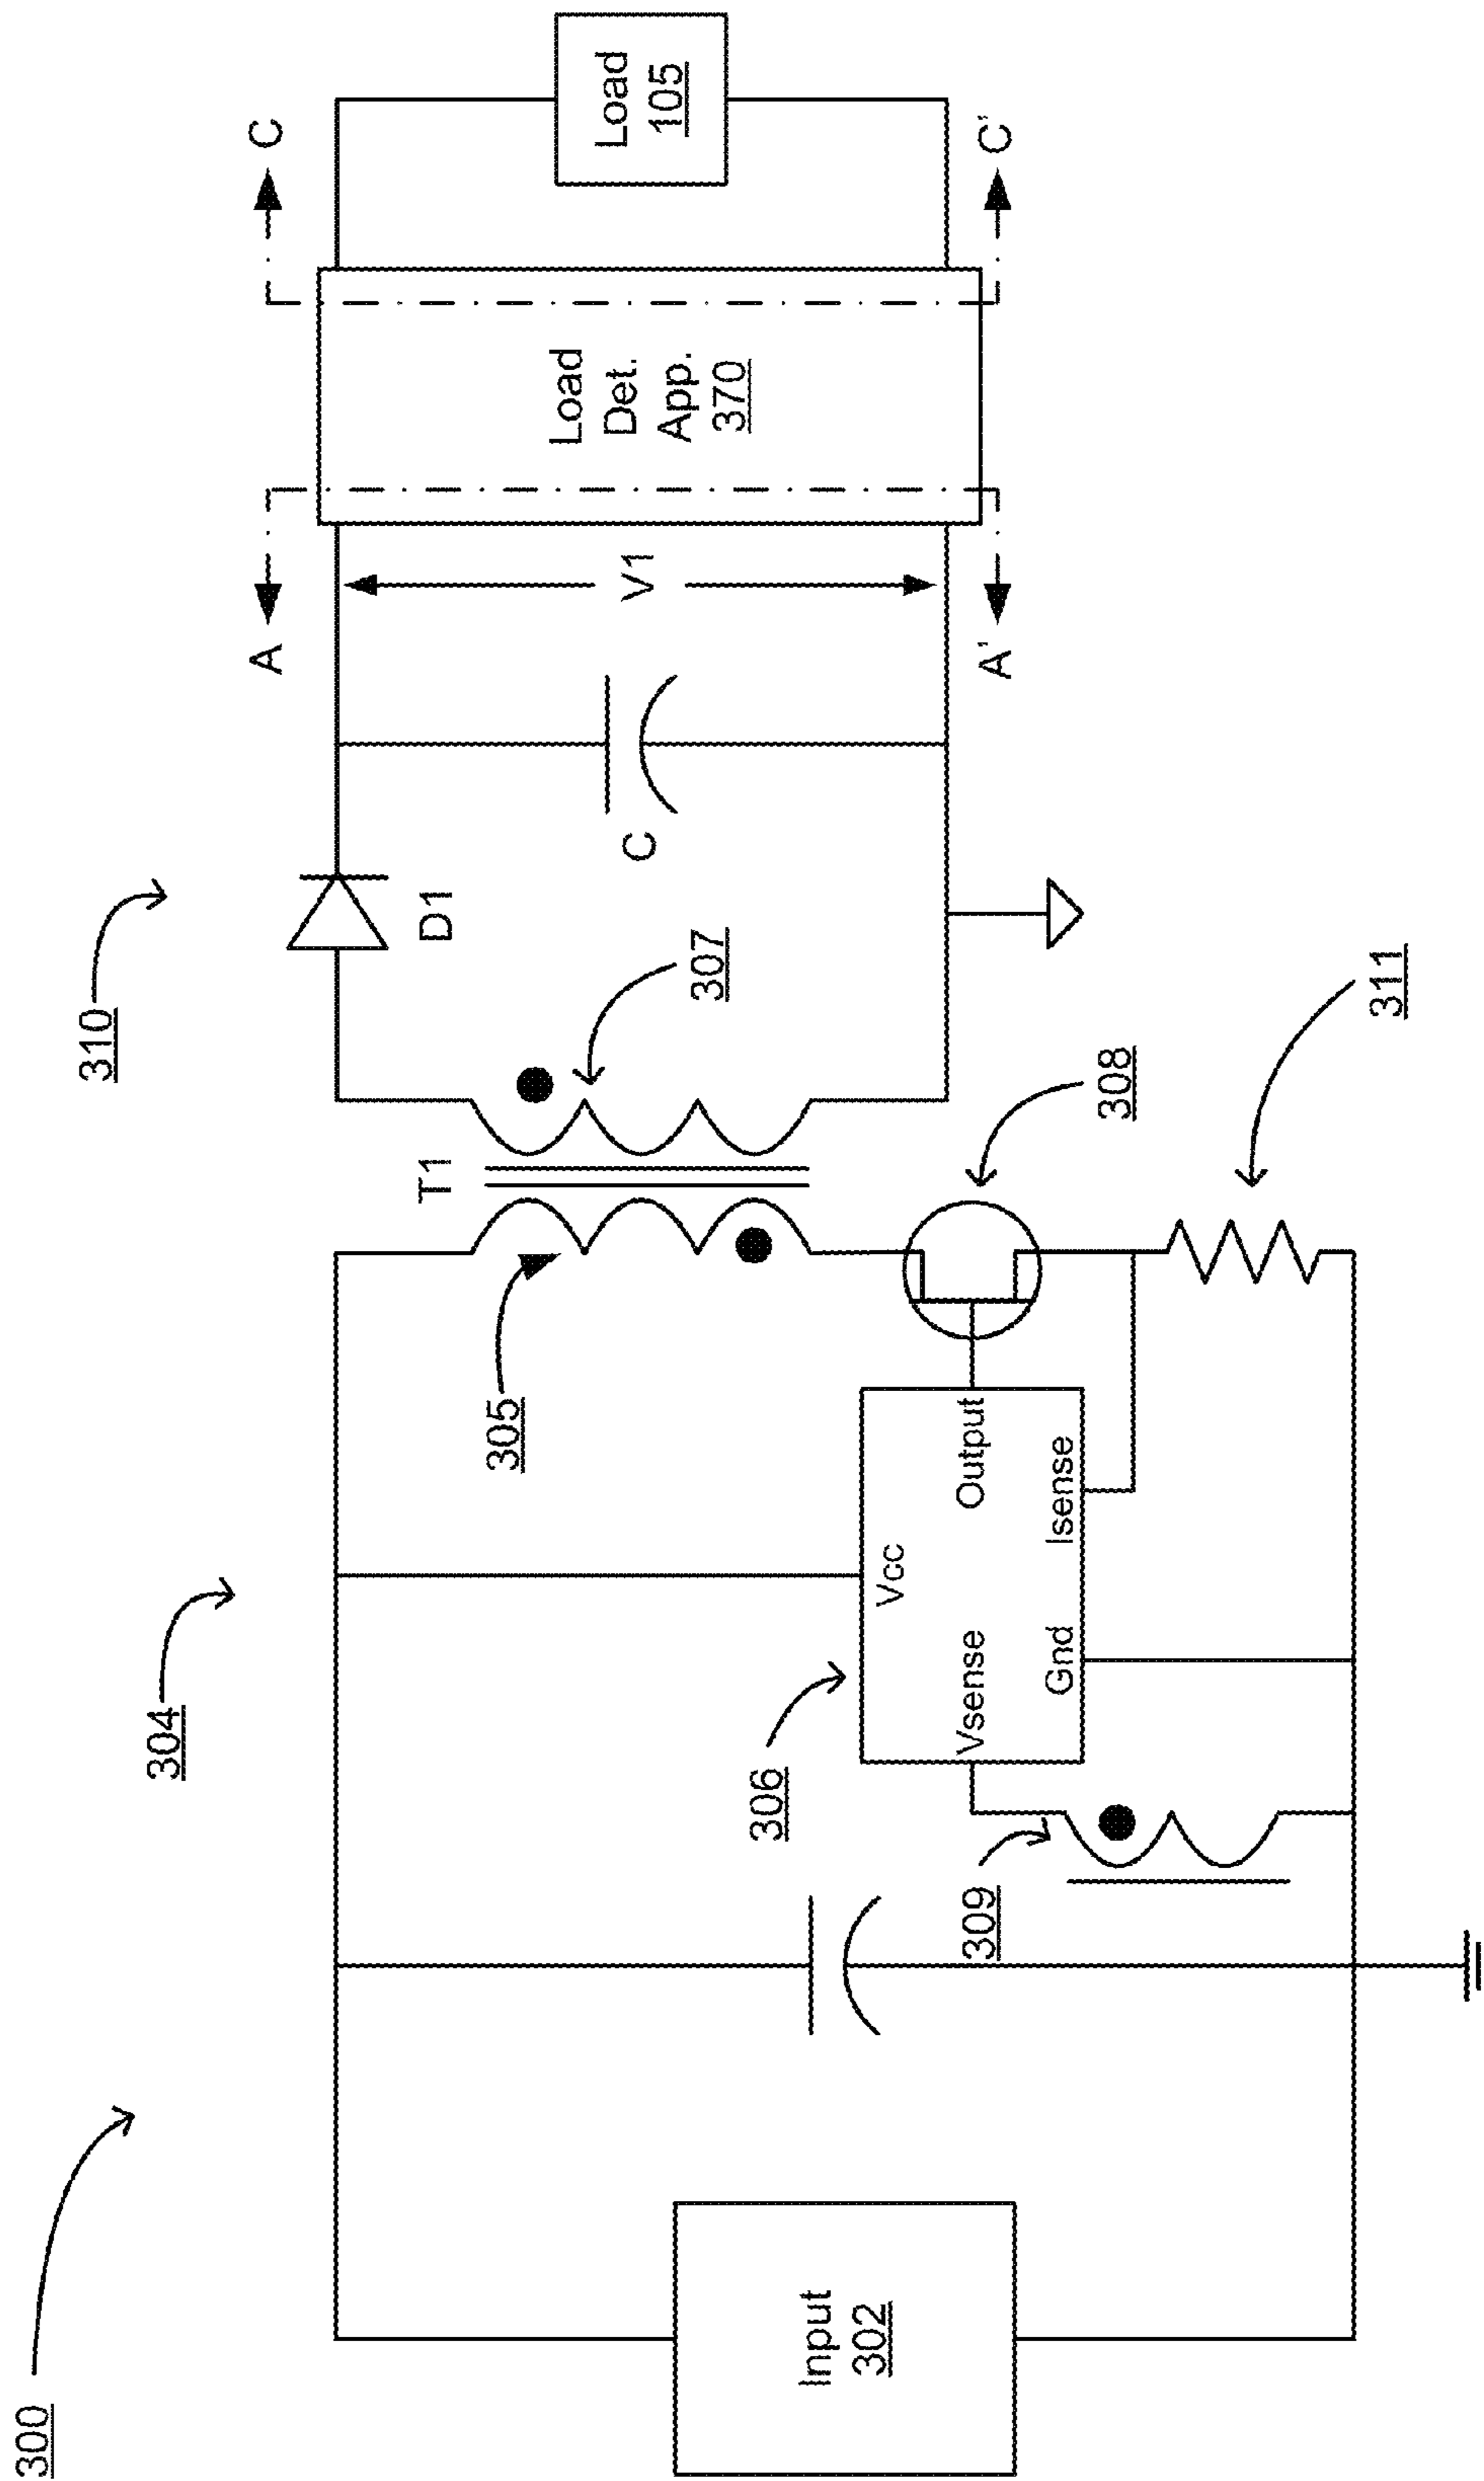 300
304
310
Input
302
305
T1
307
D1
C
V1
A
A'
C
C'
Load
Det.
App.
370
Load
105
306
Vcc
Vsense
Output
Gnd
Isense
308
309
311